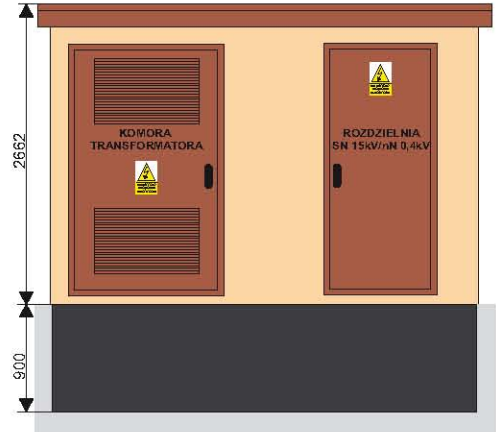 2662
KOMORA
TRANSFORMATORA
ROZDZIELNIA
SN 15kV/nN 0,4kV
900